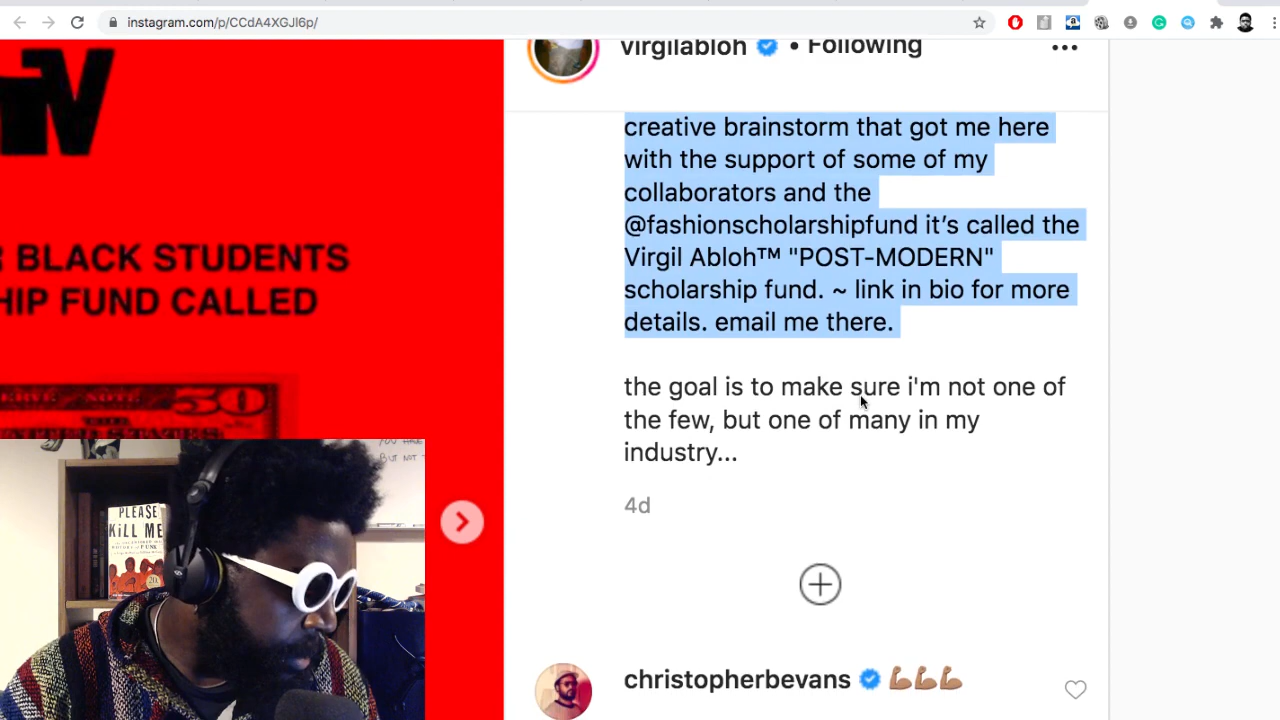 instagram.com/p/CCdA4XGJl6p/
virgilabloh • Following
BLACK STUDENTS
HIP FUND CALLED
50
creative brainstorm that got me here
with the support of some of my
collaborators and the
@fashionscholarshipfund it’s called the
Virgil Abloh™ "POST-MODERN"
scholarship fund. ~ link in bio for more
details. email me there.
the goal is to make sure i'm not one of
the few, but one of many in my
industry...
4d
christopherbevans
PLEASE
KILL ME
BUT NOT